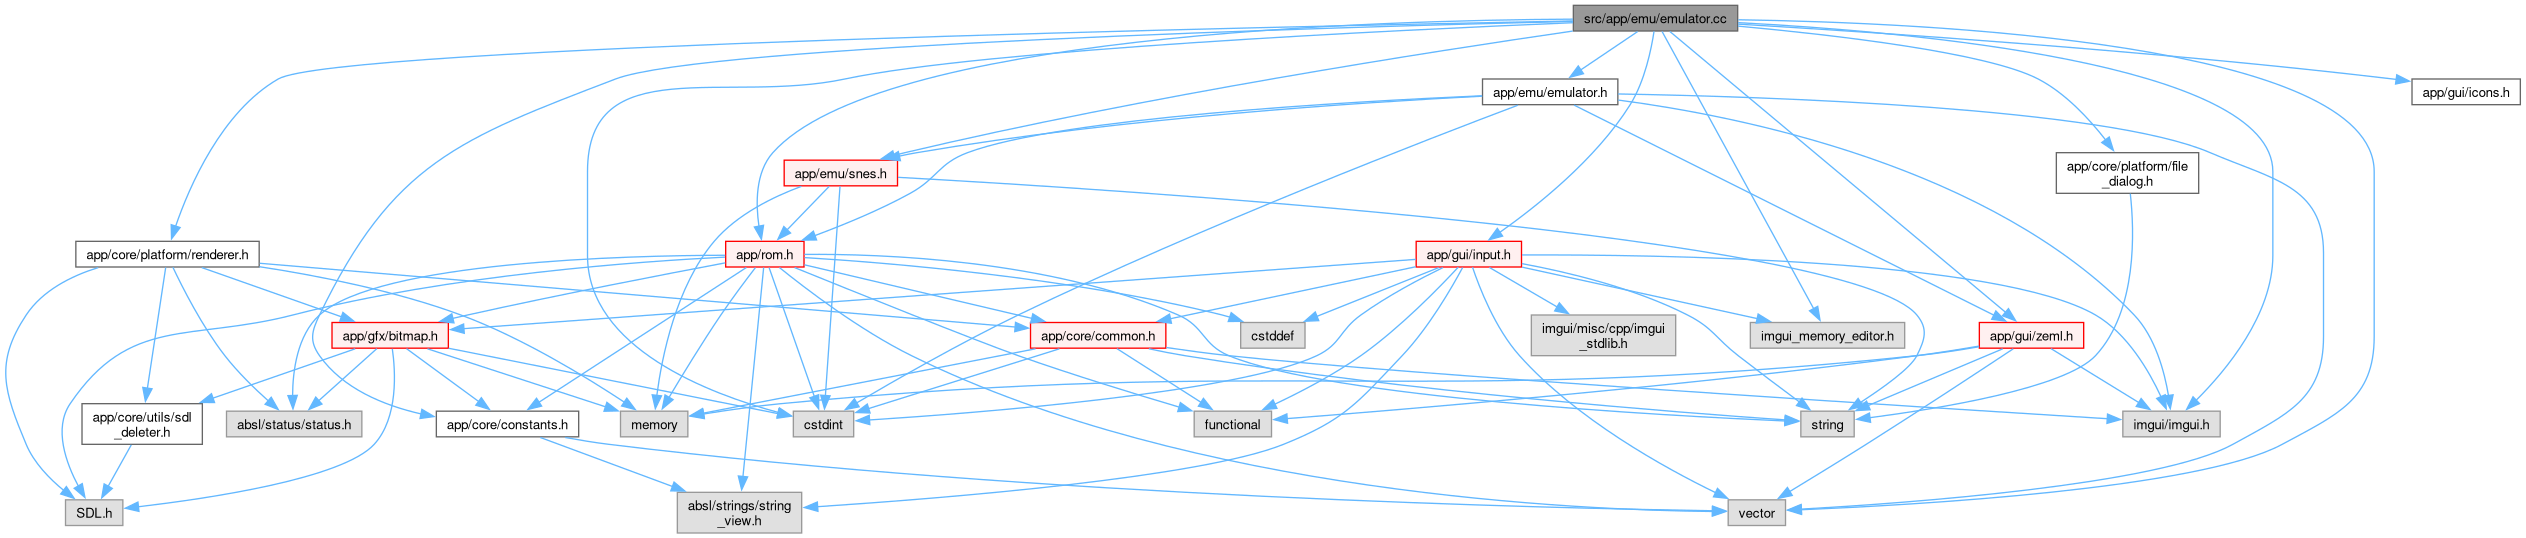 src/app/emu/emulator.cc
app/emu/emulator.h
app/gui/icons.h
app/emu/snes.h
app/core/platform/file
_dialog.h
app/core/platform/renderer.h
app/rom.h
app/gui/input.h
app/gfx/bitmap.h
app/core/common.h
cstddef
imgui/misc/cpp/imgui
_stdlib.h
imgui_memory_editor.h
app/gui/zeml.h
app/core/utils/sdl
_deleter.h
absl/status/status.h
app/core/constants.h
memory
cstdint
functional
string
imgui/imgui.h
SDL.h
absl/strings/string
_view.h
vector